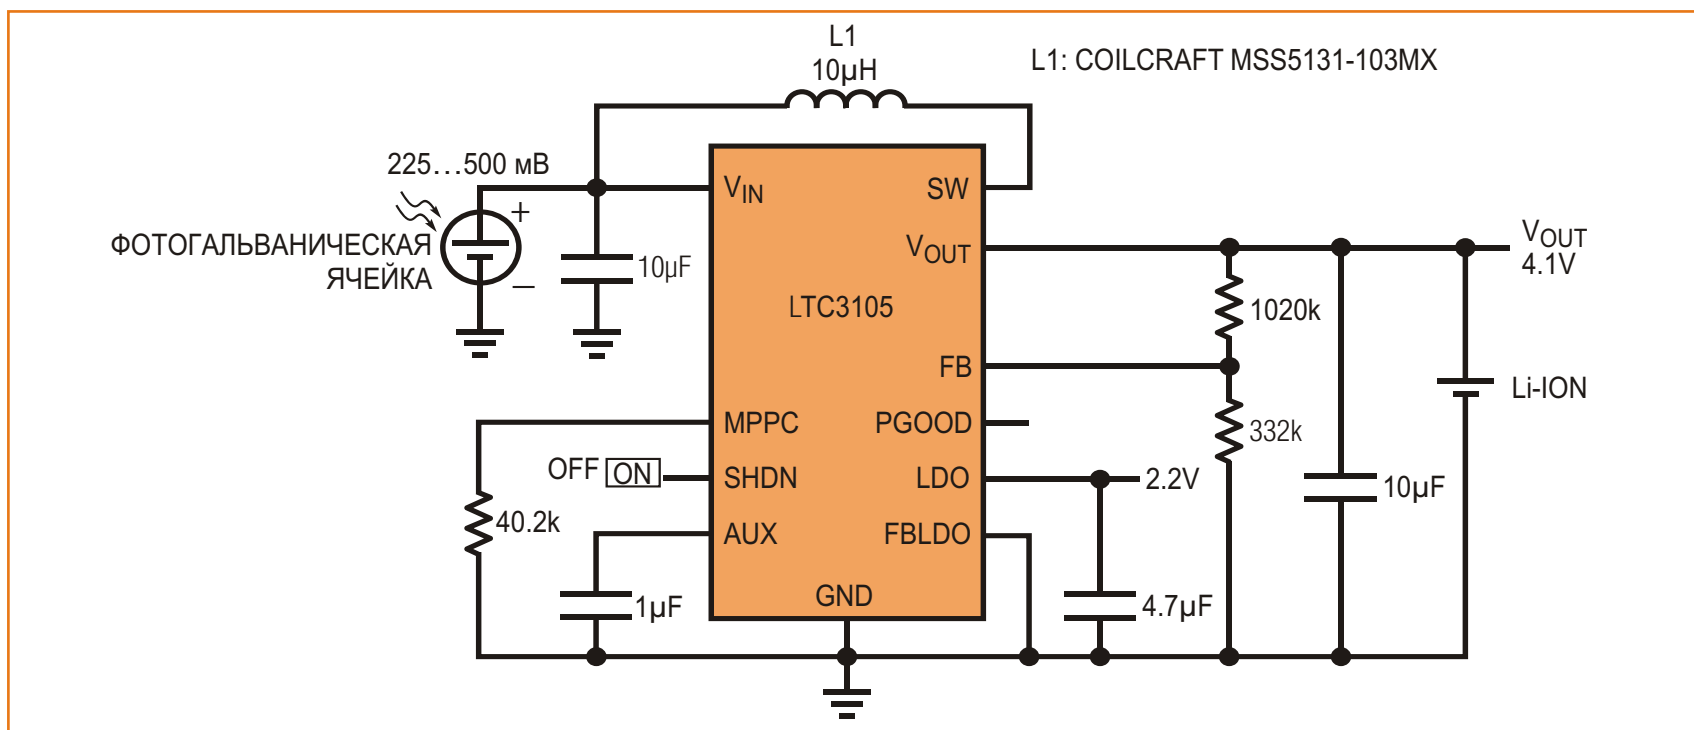 L1
10µH
L1: COILCRAFT MSS5131-103MX
225...500 мВ
+
–
ФОТОГАЛЬВАНИЧЕСКАЯ
ЯЧЕЙКА
10µF
VIN
SW
VOUT
LTC3105
FB
MPPC
PGOOD
OFF ON
SHDN
LDO
AUX
FBLDO
GND
VOUT
4.1V
1020k
332k
Li-ION
2.2V
10µF
40.2k
1µF
4.7µF